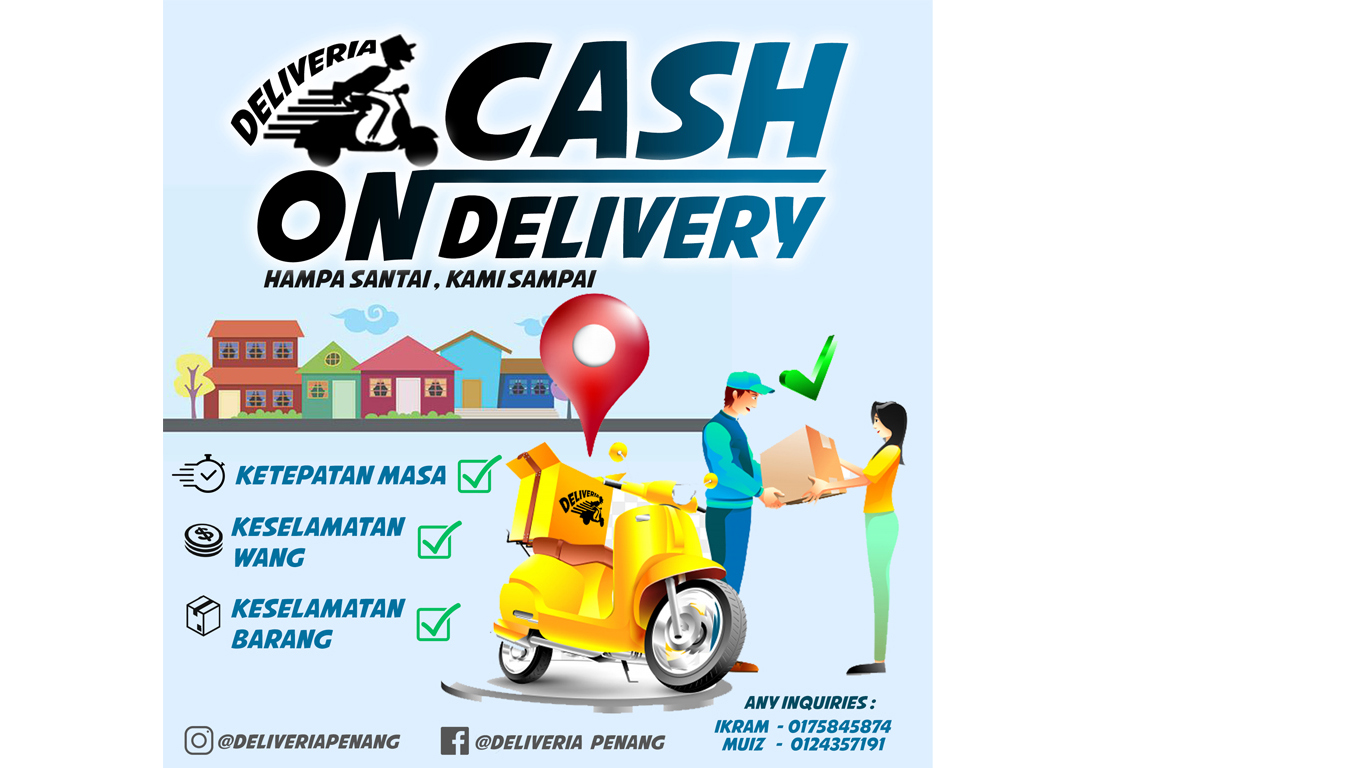 DELIVERIA
CASH
ON DELIVERY
HAMPA SANTAI , KAMI SAMPAI
KETEPATAN MASA
KESELAMATAN
WANG
KESELAMATAN
BARANG
DELIVERIA
ANY INQUIRIES :
IKRAM - 0175845874
MUIZ - 0124357191
@DELIVERIAPENANG
@DELIVERIA PENANG